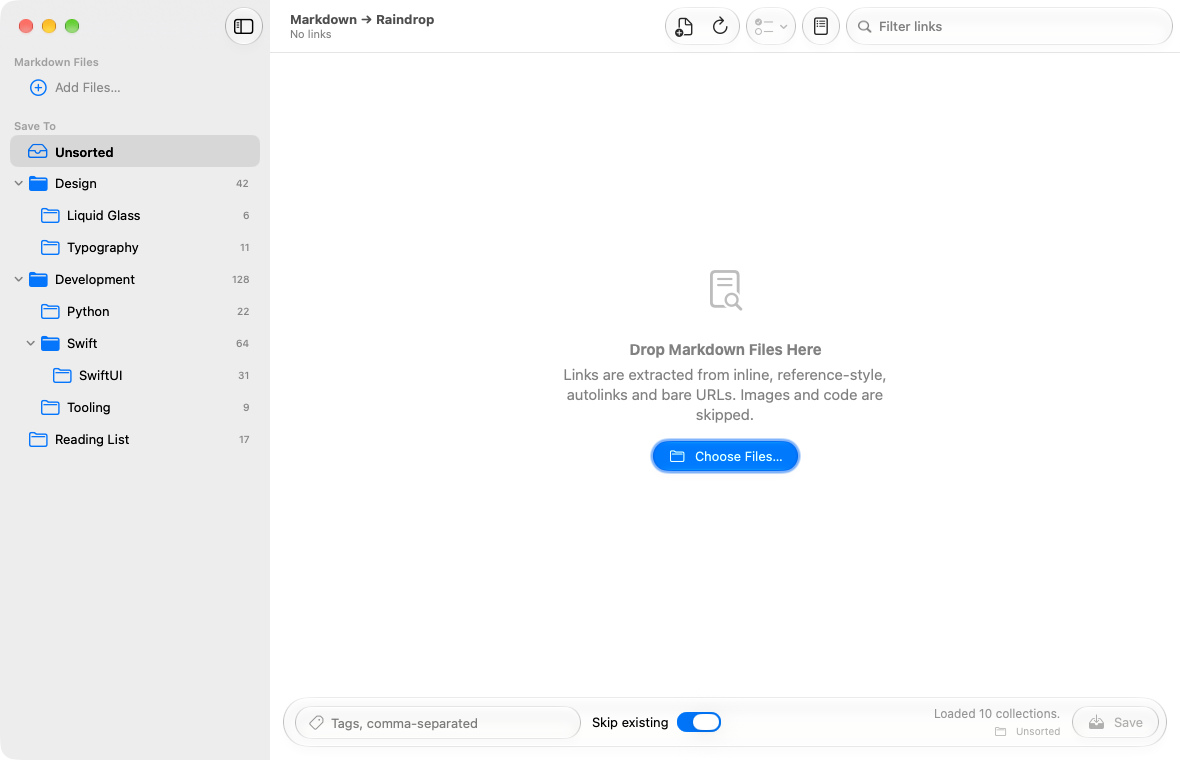 Markdown → Raindrop
No links
Filter links
Markdown Files
Add Files...
Save To
Unsorted
Design 42
Liquid Glass 6
Typography 11
Development 128
Python 22
Swift 64
SwiftUI 31
Tooling 9
Reading List 17
Drop Markdown Files Here
Links are extracted from inline, reference-style,
autolinks and bare URLs. Images and code are
skipped.
Choose Files...
Tags, comma-separated
Skip existing
Loaded 10 collections.
Unsorted
Save